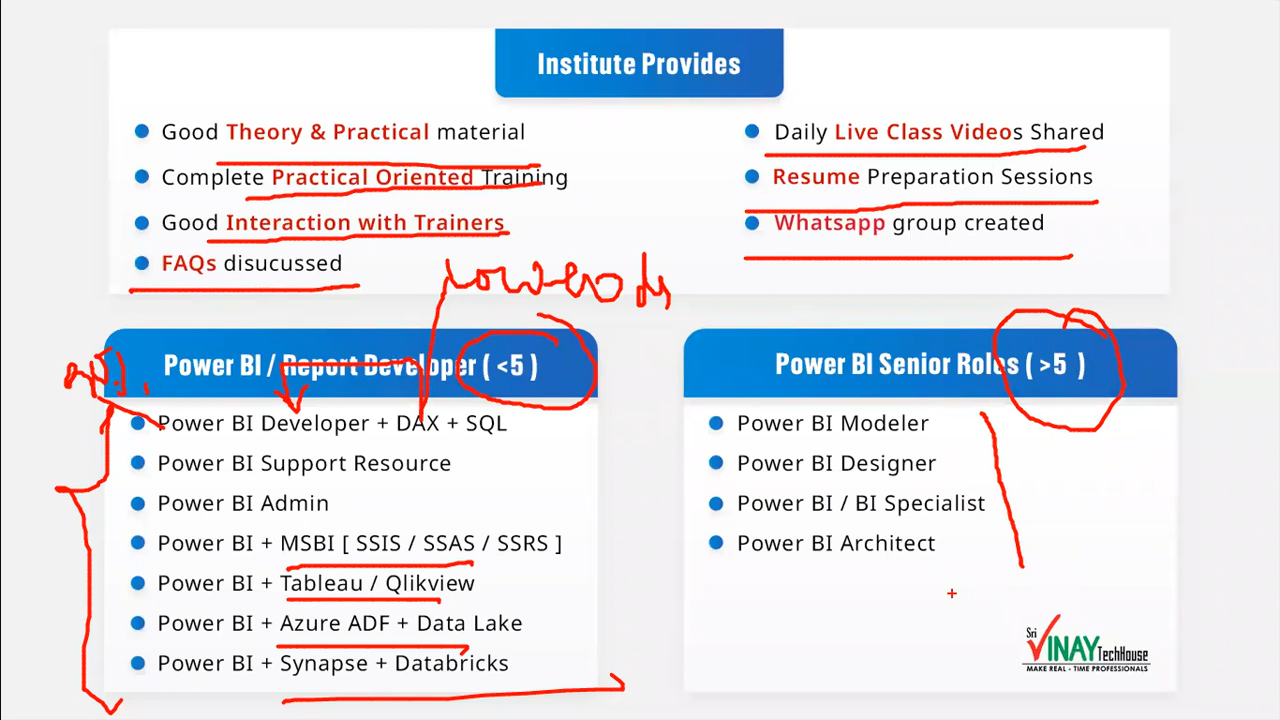 Institute Provides
Good Theory & Practical material
Complete Practical Oriented Training
Good Interaction with Trainers
FAQs disucussed
Daily Live Class Videos Shared
Resume Preparation Sessions
Whatsapp group created
Power BI / Report Developer ( <5 )
Power BI Developer + DAX + SQL
Power BI Support Resource
Power BI Admin
Power BI + MSBI [ SSIS / SSAS / SSRS ]
Power BI + Tableau / Qlikview
Power BI + Azure ADF + Data Lake
Power BI + Synapse + Databricks
Power BI Senior Roles ( >5 )
Power BI Modeler
Power BI Designer
Power BI / BI Specialist
Power BI Architect
Sri VINAY TechHouse
MAKE REAL - TIME PROFESSIONALS